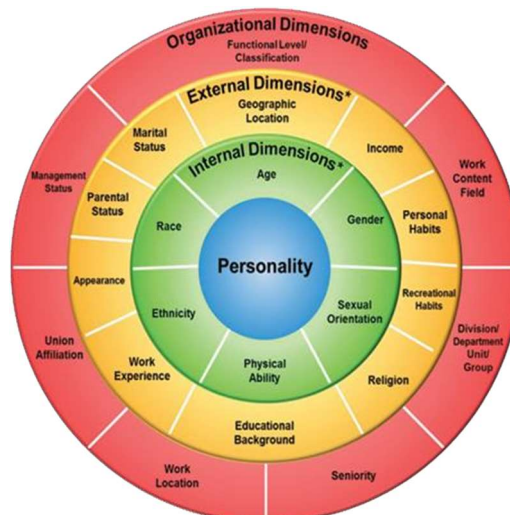 Organizational Dimensions
Functional Level/
Classification
External Dimensions*
Geographic
Location
Marital
Status
Income
Internal Dimensions*
Age
Management
Status
Work
Content
Field
Parental
Status
Personal
Habits
Race
Gender
Personality
Appearance
Recreational
Habits
Ethnicity
Sexual
Orientation
Union
Affiliation
Division/
Department
Unit/
Group
Work
Experience
Physical
Ability
Religion
Educational
Background
Work
Location
Seniority